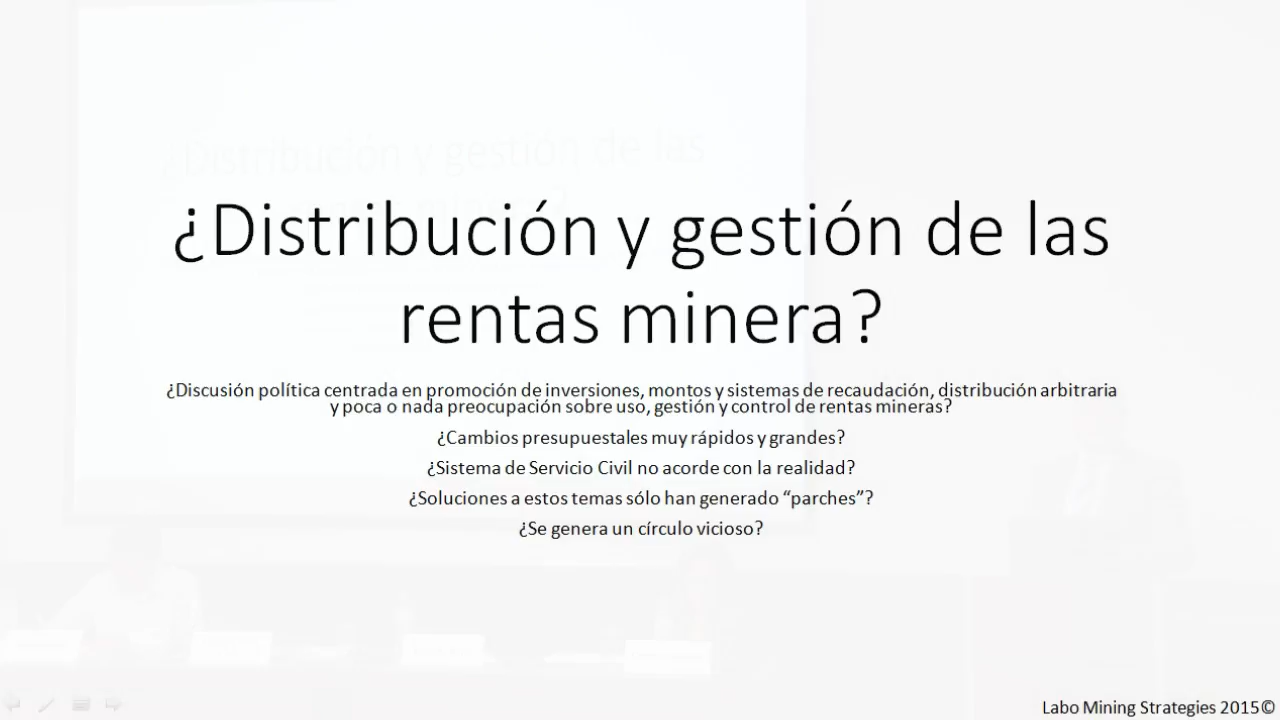 ¿Distribución y gestión de las
rentas minera?
¿Discusión política centrada en promoción de inversiones, montos y sistemas de recaudación, distribución arbitraria
y poca o nada preocupación sobre uso, gestión y control de rentas mineras?
¿Cambios presupuestales muy rápidos y grandes?
¿Sistema de Servicio Civil no acorde con la realidad?
¿Soluciones a estos temas sólo han generado “parches”?
¿Se genera un círculo vicioso?
Labo Mining Strategies 2015©